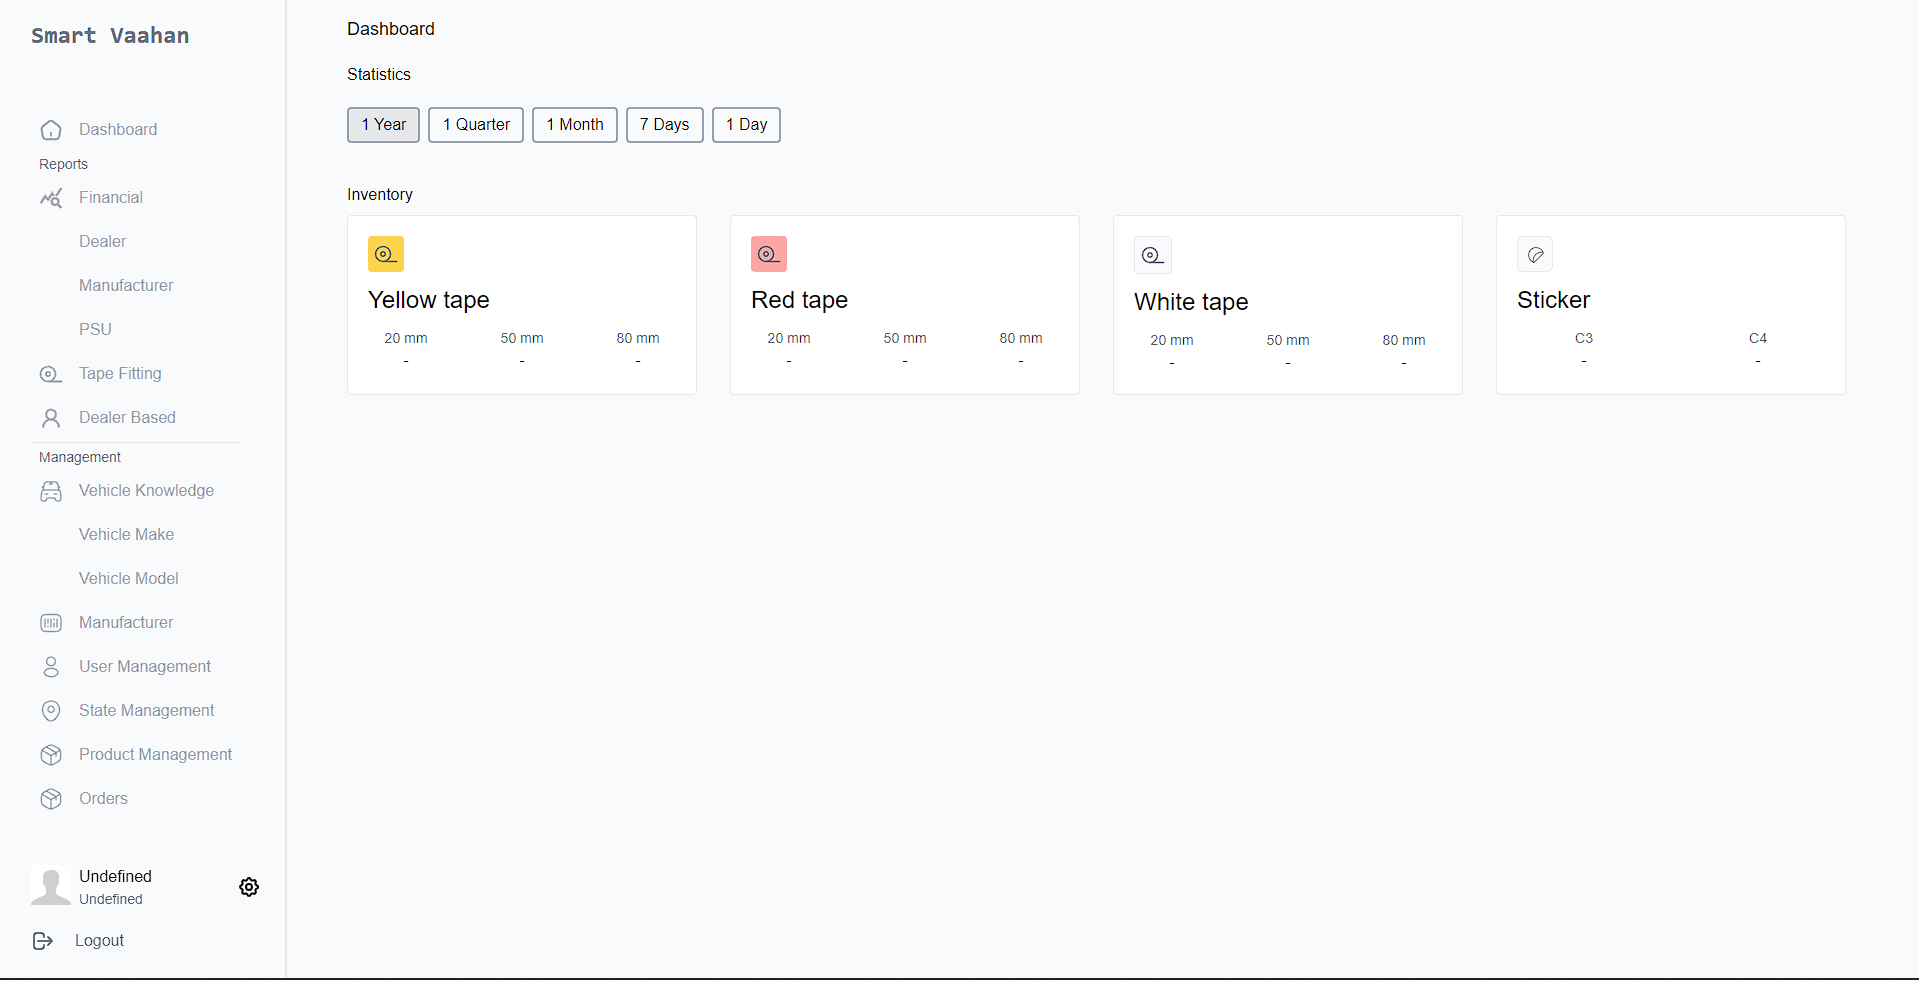 Smart Vaahan
Dashboard
Reports
Financial
Dealer
Manufacturer
PSU
Tape Fitting
Dealer Based
Management
Vehicle Knowledge
Vehicle Make
Vehicle Model
Manufacturer
User Management
State Management
Product Management
Orders
Undefined
Undefined
Logout
Dashboard
Statistics
1 Year 1 Quarter 1 Month 7 Days 1 Day
Inventory
Yellow tape
20 mm 50 mm 80 mm
- - -
Red tape
20 mm 50 mm 80 mm
- - -
White tape
20 mm 50 mm 80 mm
- - -
Sticker
C3 C4
- -